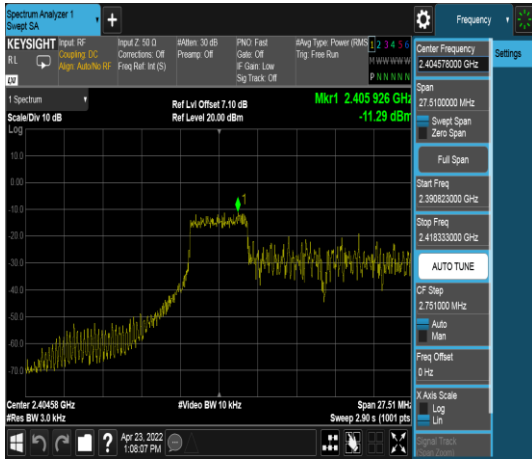 Spectrum Analyzer 1
Swept SA
Frequency
KEYSIGHT
RL
Input: RF
Coupling: DC
Align: Auto/No RF
Input Z: 50 Ω
Corrections: Off
Freq Ref: Int (S)
#Atten: 30 dB
Preamp: Off
PNO: Fast
Gate: Off
IF Gain: Low
Sig Track: Off
#Avg Type: Power (RMS
Trig: Free Run
1 2 3 4 5 6
M W W W W W
P N N N N N
1 Spectrum
Scale/Div 10 dB
Log
Ref Lvl Offset 7.10 dB
Ref Level 20.00 dBm
Mkr1 2.405 926 GHz
-11.29 dBm
10.0
0.00
-10.0
-20.0
-30.0
-40.0
-50.0
-60.0
-70.0
1
Center 2.40458 GHz
#Res BW 3.0 kHz
#Video BW 10 kHz
Span 27.51 MHz
Sweep 2.90 s (1001 pts
Apr 23, 2022
1:08:07 PM
Center Frequency
2.404578000 GHz
Settings
Span
27.5100000 MHz
Swept Span
Zero Span
Full Span
Start Freq
2.390823000 GHz
Stop Freq
2.418333000 GHz
AUTO TUNE
CF Step
2.751000 MHz
Auto
Man
Freq Offset
0 Hz
X Axis Scale
Log
Lin
Signal Track
(Span Zoom)